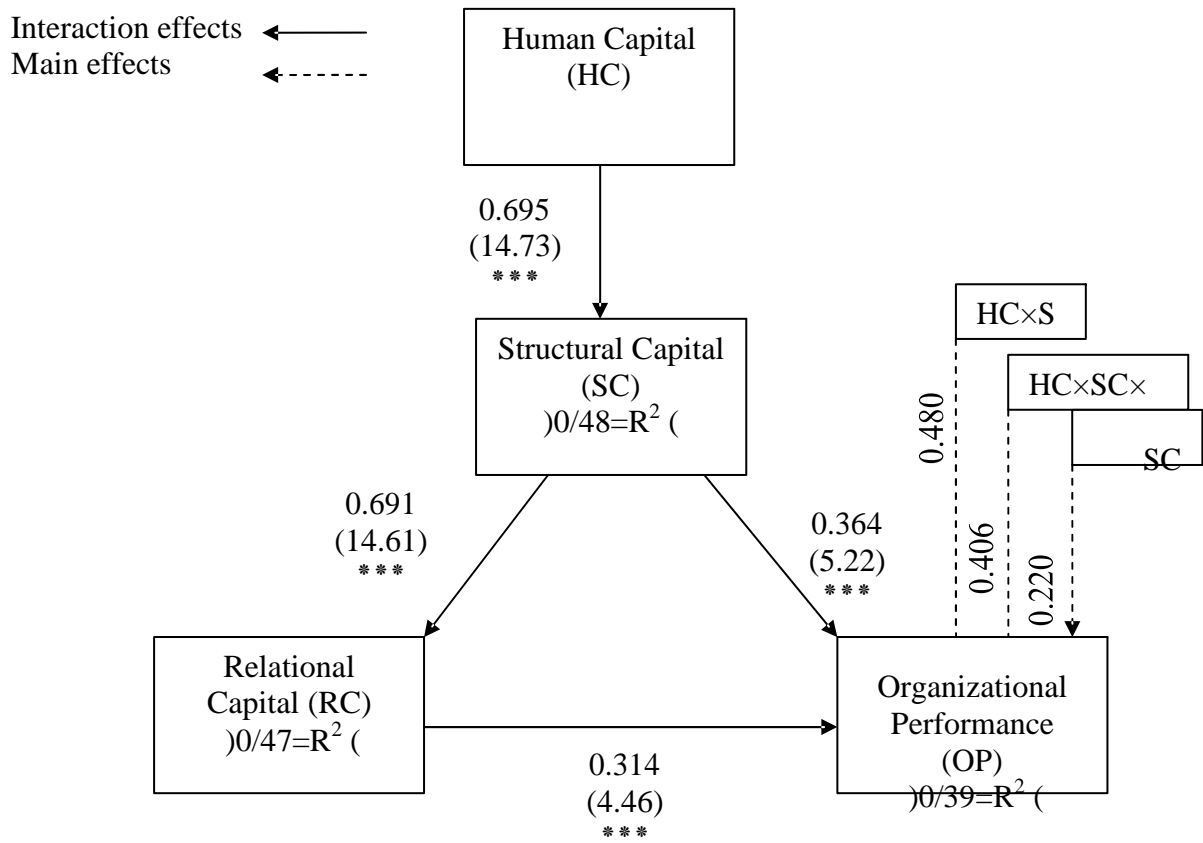 Interaction effects
Main effects
Human Capital
(HC)
0.695
(14.73)
***
Structural Capital
(SC)
)0/48=R² (
HC×S
HC×SC×
SC
0.480
0.406
0.220
0.691
(14.61)
***
0.364
(5.22)
***
Relational
Capital (RC)
)0/47=R² (
Organizational
Performance
(OP)
)0/39=R² (
0.314
(4.46)
***